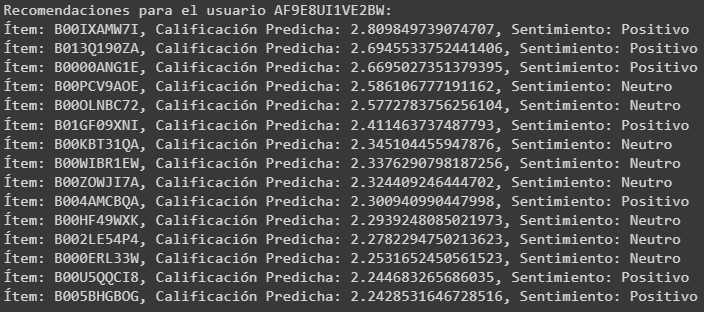 Recomendaciones para el usuario AF9E8UI1VE2BW:
Ítem: B00IXAMW7I, Calificación Predicha: 2.809849739074707, Sentimiento: Positivo
Ítem: B013Q190ZA, Calificación Predicha: 2.6945533752441406, Sentimiento: Positivo
Ítem: B0000ANG1E, Calificación Predicha: 2.6695027351379395, Sentimiento: Positivo
Ítem: B00PCV9AOE, Calificación Predicha: 2.586106777191162, Sentimiento: Neutro
Ítem: B00OLNBC72, Calificación Predicha: 2.5772783756256104, Sentimiento: Neutro
Ítem: B01GF09XNI, Calificación Predicha: 2.411463737487793, Sentimiento: Positivo
Ítem: B00KBT31QA, Calificación Predicha: 2.345104455947876, Sentimiento: Neutro
Ítem: B00WIBR1EW, Calificación Predicha: 2.3376290798187256, Sentimiento: Neutro
Ítem: B00ZOWJI7A, Calificación Predicha: 2.324409246444702, Sentimiento: Neutro
Ítem: B004AMCBQA, Calificación Predicha: 2.300940990447998, Sentimiento: Positivo
Ítem: B00HF49WXK, Calificación Predicha: 2.2939248085021973, Sentimiento: Neutro
Ítem: B002LE54P4, Calificación Predicha: 2.2782294750213623, Sentimiento: Neutro
Ítem: B000ERL33W, Calificación Predicha: 2.2531652450561523, Sentimiento: Neutro
Ítem: B00U5QQCI8, Calificación Predicha: 2.244683265686035, Sentimiento: Positivo
Ítem: B005BHGBOG, Calificación Predicha: 2.2428531646728516, Sentimiento: Positivo